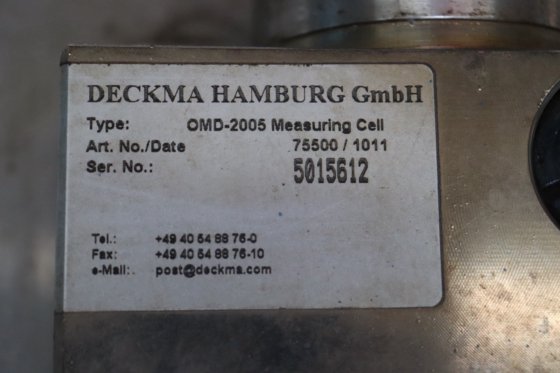 DECKMA HAMBURG GmbH
Type: OMD-2005 Measuring Cell
Art. No./Date 75500 / 1011
Ser. No.: 5015612
Tel.: +49 40 54 88 76-0
Fax: +49 40 54 88 76-10
e-Mail: post@deckma.com